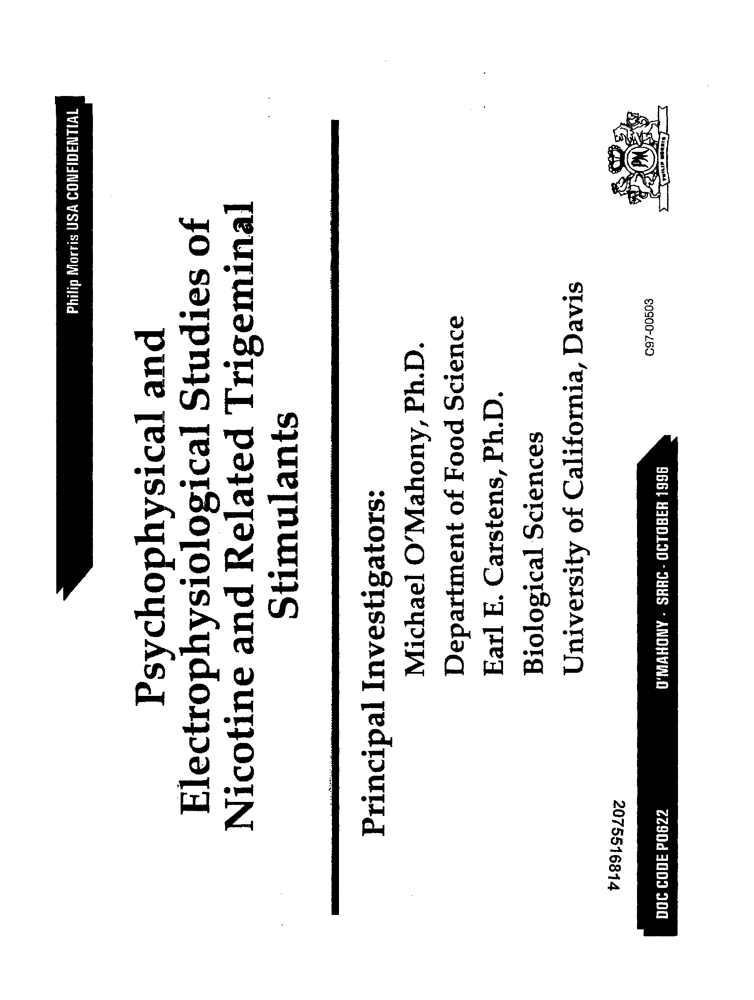 Philip Morris USA CONFIDENTIAL
Psychophysical and
Electrophysiological Studies of
Nicotine and Related Trigeminal
Stimulants
Principal Investigators:
Michael O'Mahony, Ph.D.
Department of Food Science
Earl E. Carstens, Ph.D.
Biological Sciences
University of California, Davis
C97-00503
PM
PHILIP MORRIS
DOC CODE P0622
O'MAHONY - SRRC - OCTOBER 1996
2075516814